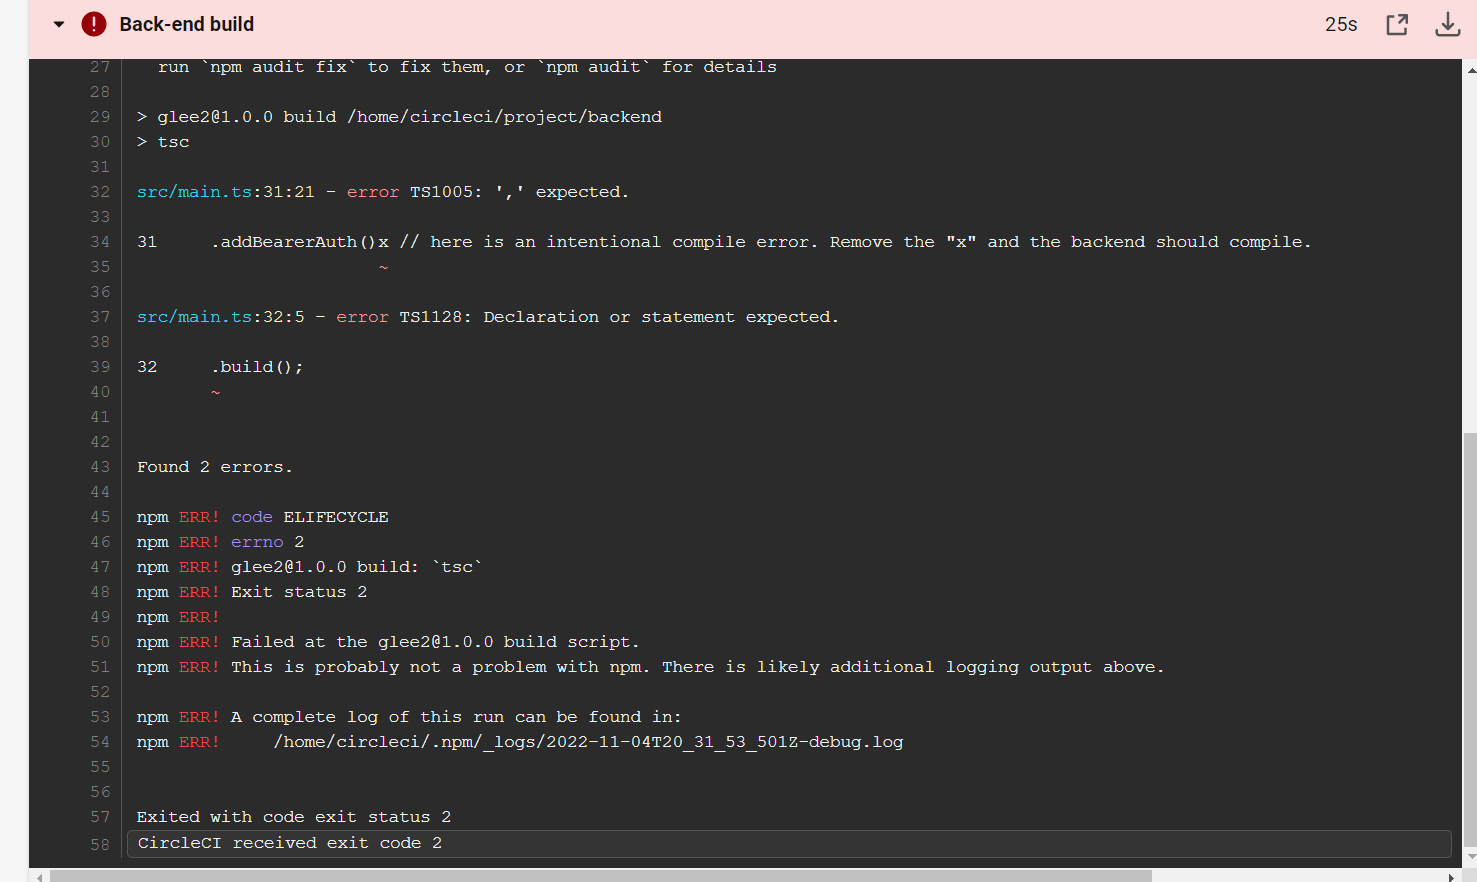 Back-end build 25s
27 run `npm audit fix` to fix them, or `npm audit` for details
28
29 > glee2@1.0.0 build /home/circleci/project/backend
30 > tsc
31
32 src/main.ts:31:21 - error TS1005: ',' expected.
33
34 31 .addBearerAuth()x // here is an intentional compile error. Remove the "x" and the backend should compile.
35 ~
36
37 src/main.ts:32:5 - error TS1128: Declaration or statement expected.
38
39 32 .build();
40 ~
41
42
43 Found 2 errors.
44
45 npm ERR! code ELIFECYCLE
46 npm ERR! errno 2
47 npm ERR! glee2@1.0.0 build: `tsc`
48 npm ERR! Exit status 2
49 npm ERR!
50 npm ERR! Failed at the glee2@1.0.0 build script.
51 npm ERR! This is probably not a problem with npm. There is likely additional logging output above.
52
53 npm ERR! A complete log of this run can be found in:
54 npm ERR! /home/circleci/.npm/_logs/2022-11-04T20_31_53_501Z-debug.log
55
56
57 Exited with code exit status 2
58 CircleCI received exit code 2